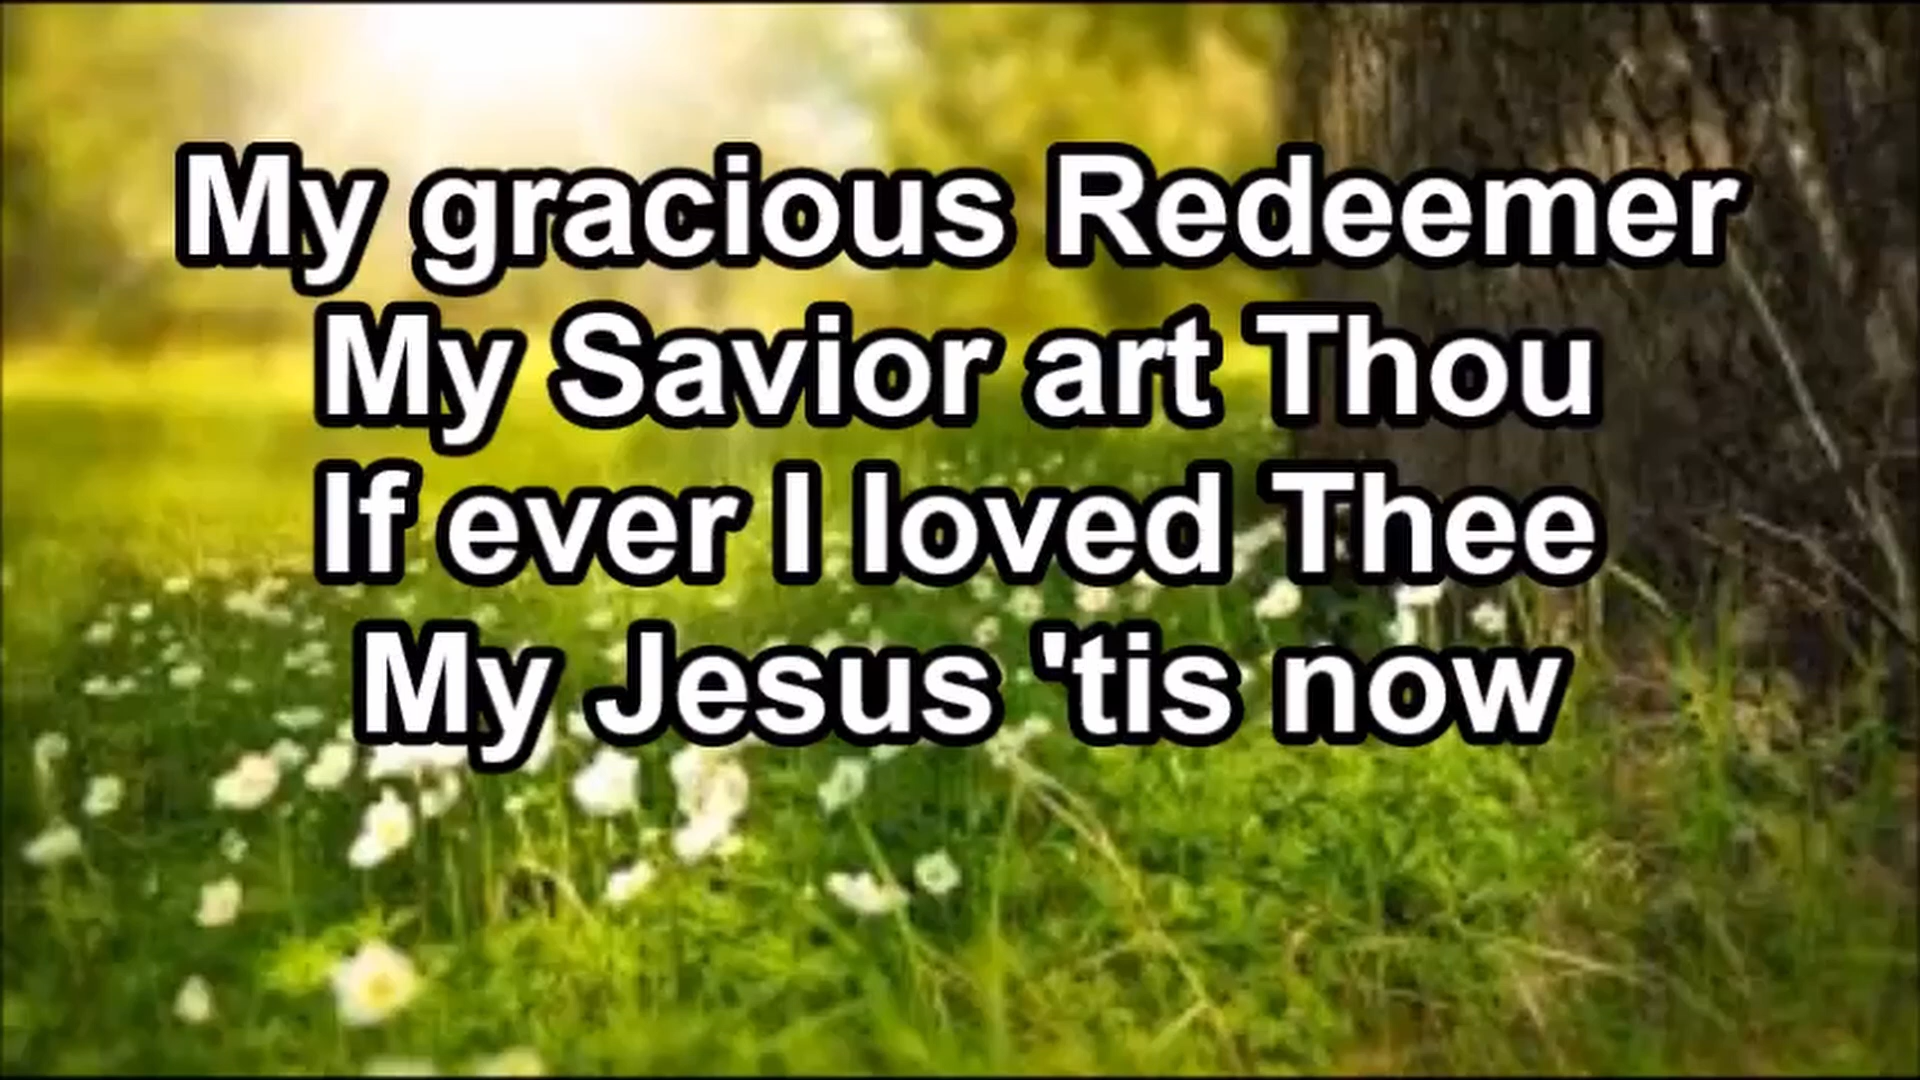 My gracious Redeemer
My Savior art Thou
If ever I loved Thee
My Jesus 'tis now